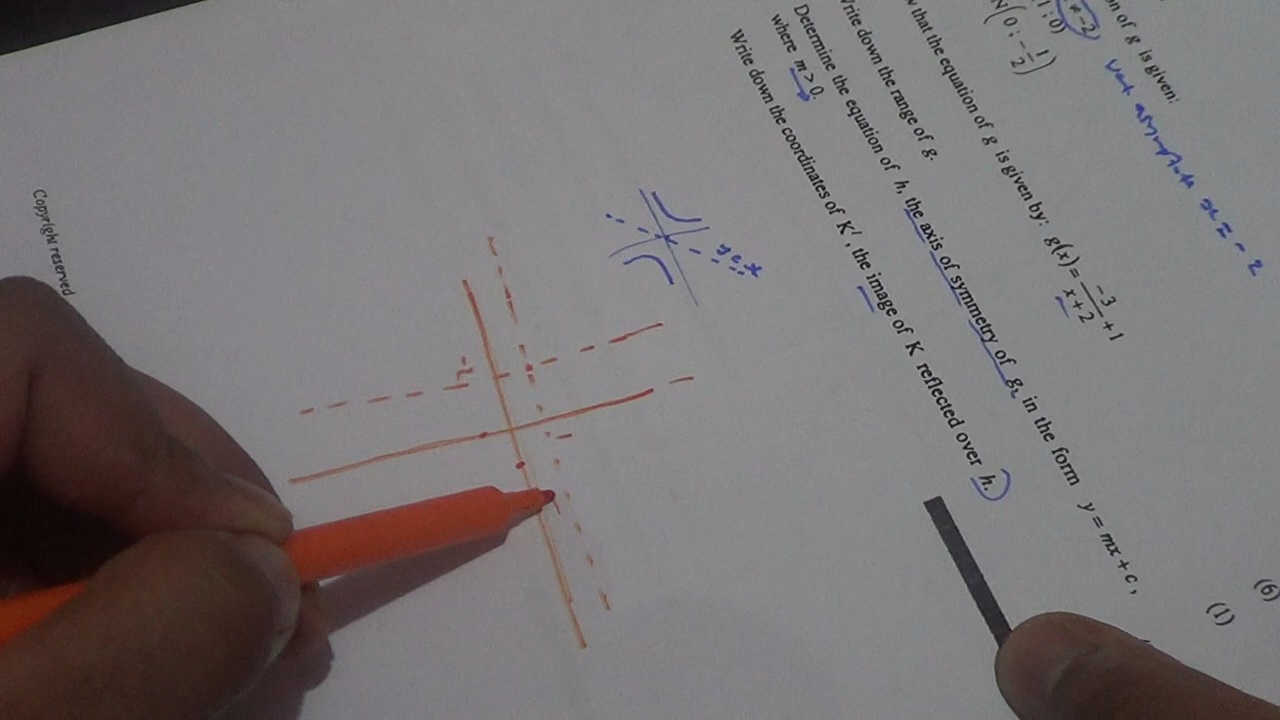 on of g is given:
≠ -2) vert asymptote x = -2
1 ; 0)
N(0 ; -1/2)
that the equation of g is given by: g(x) = -3/(x + 2) + 1
(6)
Write down the range of g.
(1)
Determine the equation of h, the axis of symmetry of g, in the form y = mx + c,
where m > 0.
Write down the coordinates of K′, the image of K reflected over h.
y = x
-2
Copyright reserved